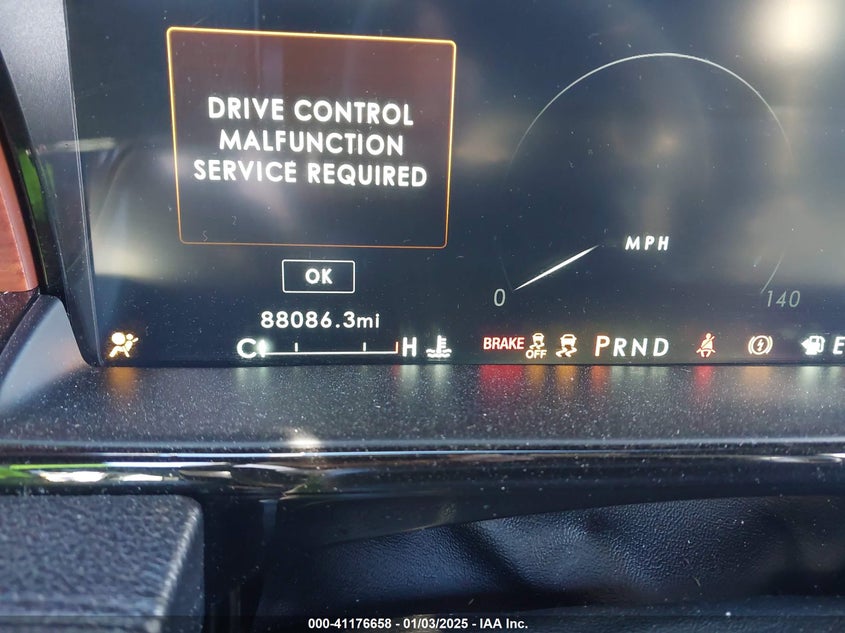 DRIVE CONTROL
MALFUNCTION
SERVICE REQUIRED
OK
MPH
0
140
88086.3mi
C H BRAKE OFF PRND E
000-41176658 - 01/03/2025 - IAA Inc.